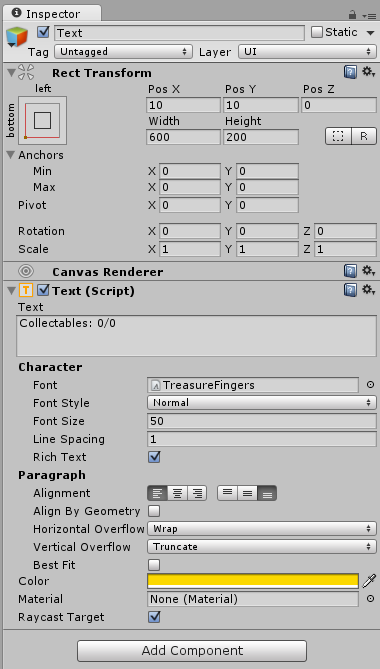 Inspector
Text
Static
Tag Untagged Layer UI
Rect Transform
left
bottom
Pos X Pos Y Pos Z
10 10 0
Width Height
600 200
R
Anchors
Min X 0 Y 0
Max X 0 Y 0
Pivot X 0 Y 0
Rotation X 0 Y 0 Z 0
Scale X 1 Y 1 Z 1
Canvas Renderer
T Text (Script)
Text
Collectables: 0/0
Character
Font TreasureFingers
Font Style Normal
Font Size 50
Line Spacing 1
Rich Text
Paragraph
Alignment
Align By Geometry
Horizontal Overflow Wrap
Vertical Overflow Truncate
Best Fit
Color
Material None (Material)
Raycast Target
Add Component